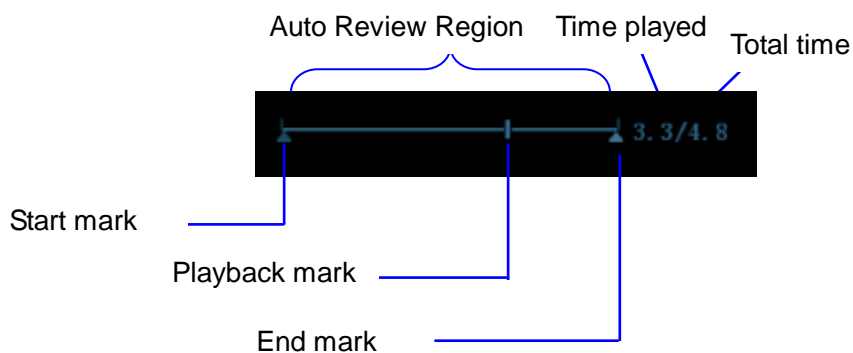 Auto Review Region
Time played
Total time
3.3/4.8
Start mark
Playback mark
End mark